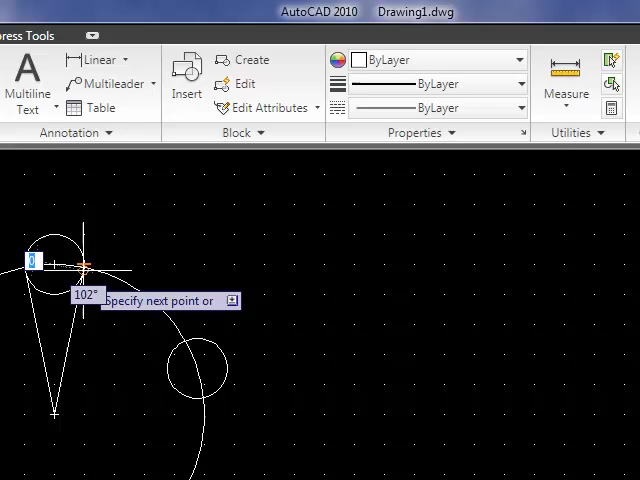 AutoCAD 2010 Drawing1.dwg
press Tools
A
Multiline
Text
Linear
Multileader
Table
Annotation
Insert
Create
Edit
Edit Attributes
Block
ByLayer
ByLayer
ByLayer
Properties
Measure
Utilities
0
102°
Specify next point or